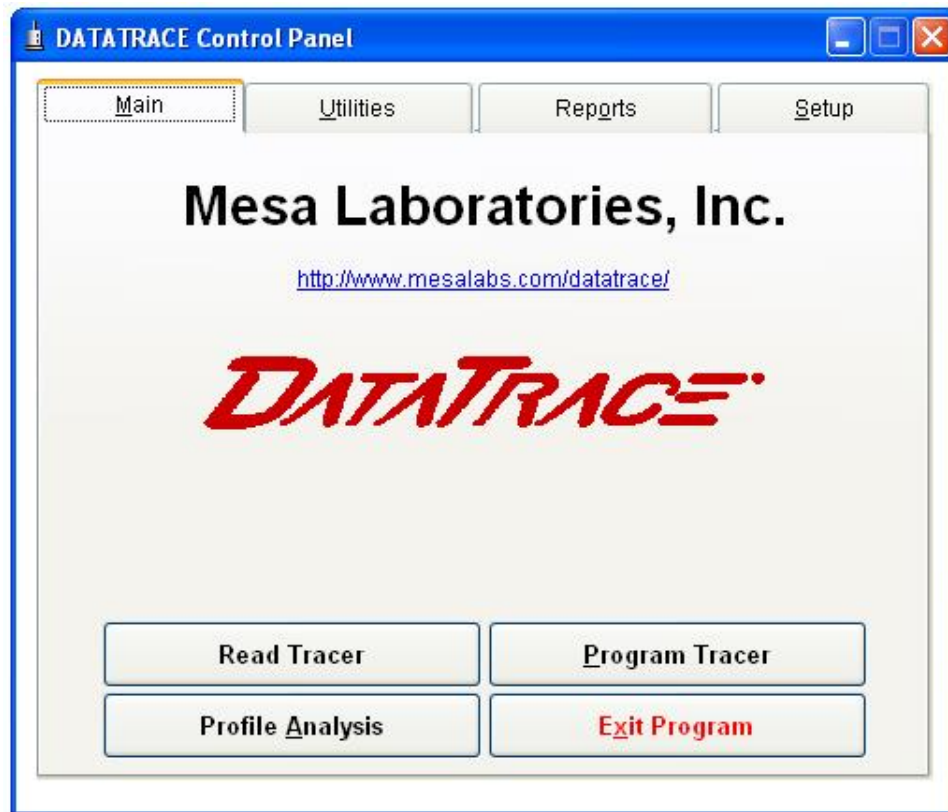 DATATRACE Control Panel
Main Utilities Reports Setup
Mesa Laboratories, Inc.
http://www.mesalabs.com/datatrace/
DATATRACE
Read Tracer Program Tracer
Profile Analysis Exit Program